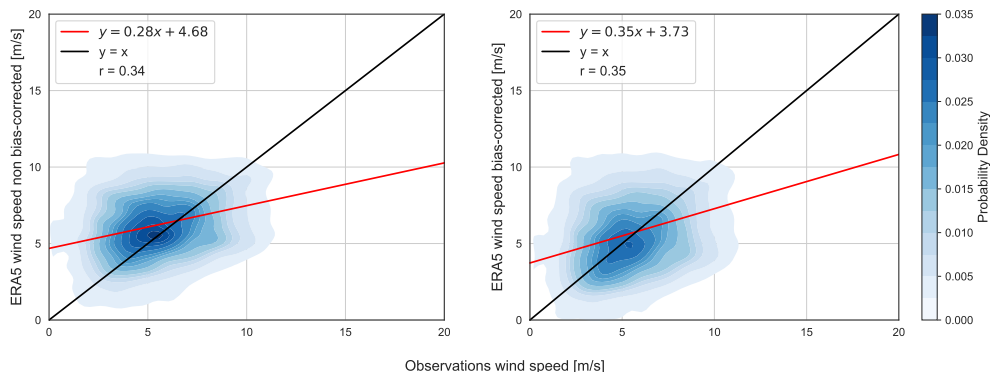 ERA5 wind speed non bias-corrected [m/s]
20
15
10
5
0
y = 0.28x + 4.68
y = x
r = 0.34
0
5
10
15
20
ERA5 wind speed bias-corrected [m/s]
20
15
10
5
0
y = 0.35x + 3.73
y = x
r = 0.35
0
5
10
15
20
0.035
0.030
0.025
0.020
0.015
0.010
0.005
0.000
Probability Density
Observations wind speed [m/s]